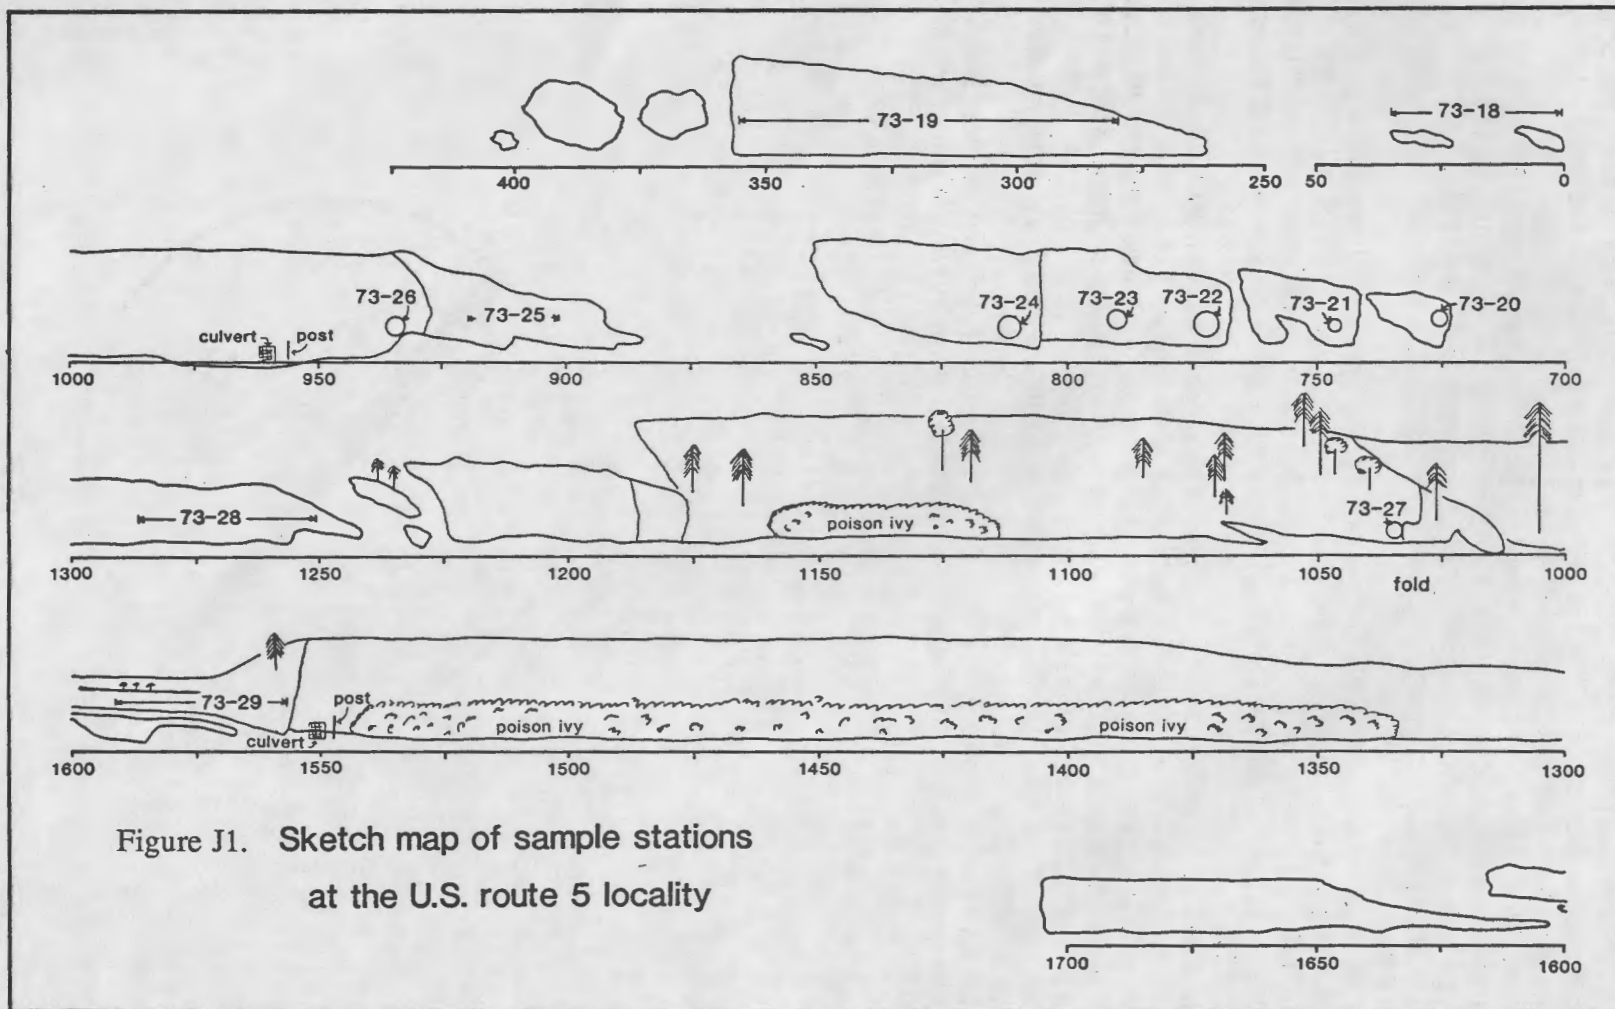 73-19
73-18
400 350 300 250 50 0
73-26
73-25
73-24
73-23
73-22
73-21
73-20
culvert
post
1000 950 900 850 800 750 700
73-28
poison ivy
73-27
1300 1250 1200 1150 1100 1050 1000
fold
73-29
post
culvert
poison ivy
poison ivy
1600 1550 1500 1450 1400 1350 1300
Figure J1. Sketch map of sample stations
at the U.S. route 5 locality
1700 1650 1600